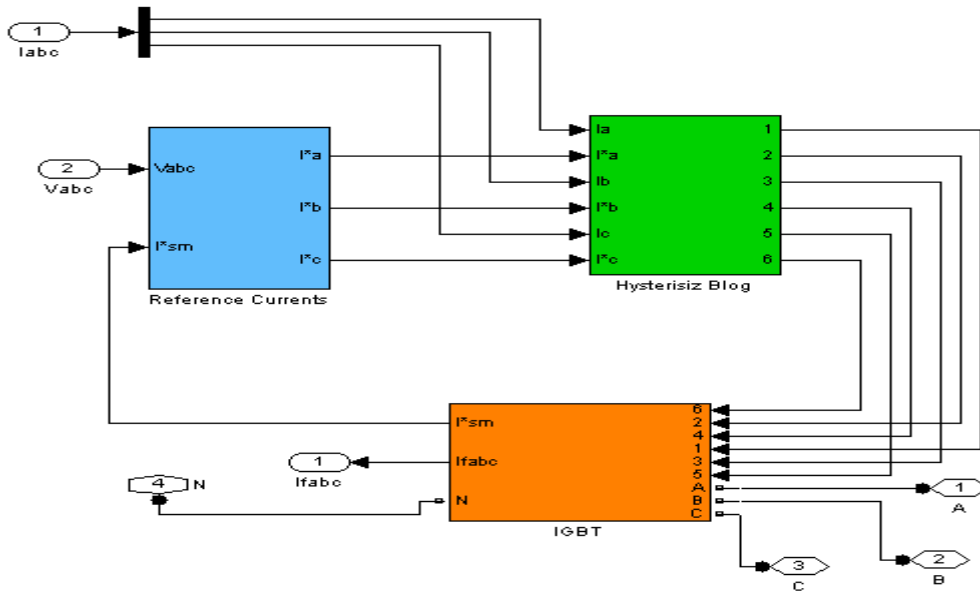 1
Iabc
2
Vabc
Vabc
I*a
I*b
I*sm
I*c
Reference Currents
Ia
1
I*a
2
Ib
3
I*b
4
Ic
5
I*c
6
Hysterisiz Blog
I*sm
Ifabc
N
6
2
4
1
3
5
A
B
C
IGBT
1
Ifabc
4
N
1
A
2
B
3
C